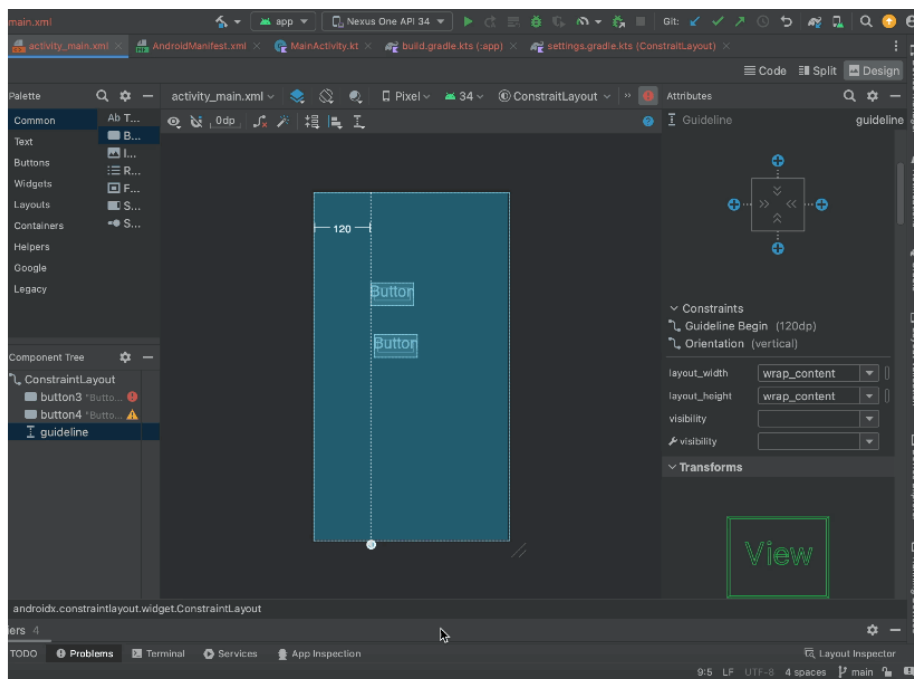 main.xml
app
Nexus One API 34
Git:
activity_main.xml
AndroidManifest.xml
MainActivity.kt
build.gradle.kts (:app)
settings.gradle.kts (ConstraitLayout)
Code
Split
Design
Palette
activity_main.xml
Pixel
34
ConstraitLayout
Attributes
Common
Text
Buttons
Widgets
Layouts
Containers
Helpers
Google
Legacy
Ab T...
B...
I...
R...
F...
S...
S...
0dp
Guideline
guideline
120
Button
Button
Constraints
Guideline Begin (120dp)
Orientation (vertical)
layout_width wrap_content
layout_height wrap_content
visibility
visibility
Transforms
View
Component Tree
ConstraintLayout
button3 "Butto...
button4 "Butto...
guideline
androidx.constraintlayout.widget.ConstraintLayout
iers 4
TODO
Problems
Terminal
Services
App Inspection
Layout Inspector
9:5 LF UTF-8 4 spaces main